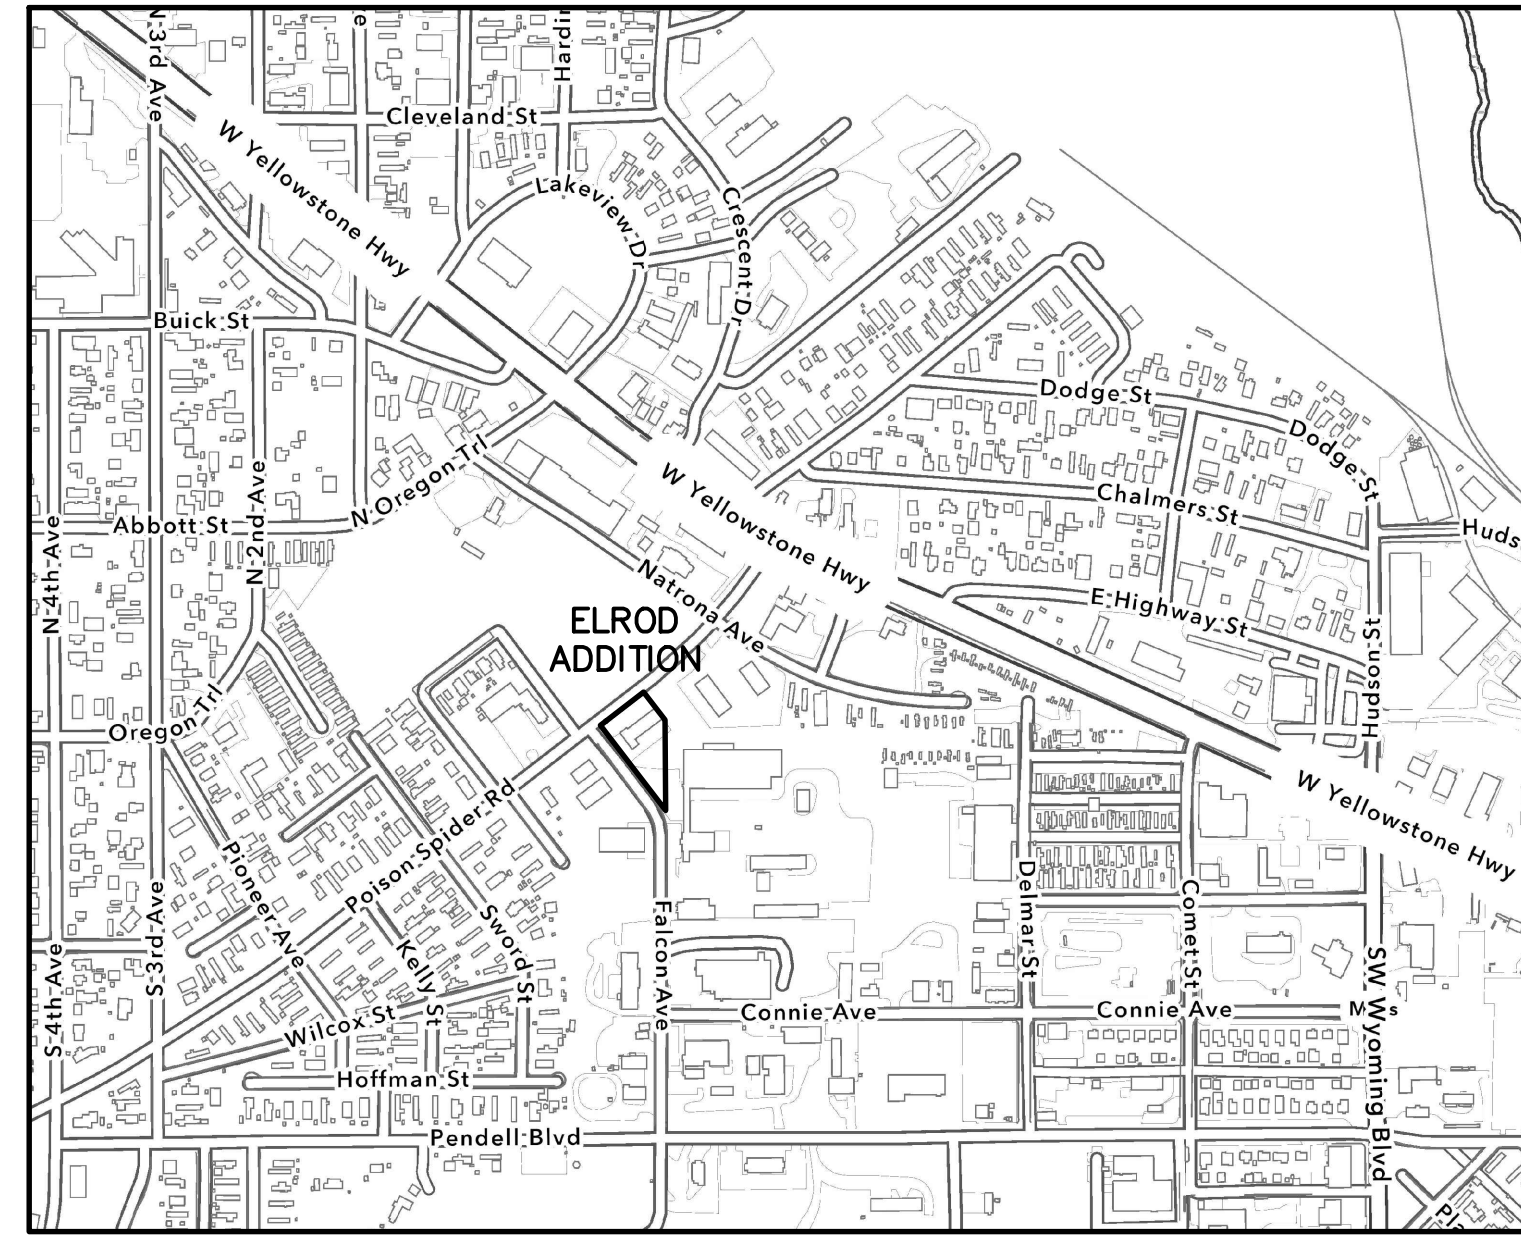 N 3rd Ave
Cleveland St
W Yellowstone Hwy
Lakeview Dr
Crescent Dr
Buick St
Dodge St
Dodge St
N Oregon Trl
N 2nd Ave
Abbott St
N 4th Ave
W Yellowstone Hwy
Chalmers St
Natrona Ave
E Highway St
Hudson St
ELROD
ADDITION
Oregon Trl
W Yellowstone Hwy
Poison Spider Rd
Pioneer Ave
S 3rd Ave
S 4th Ave
Kelly St
Sword St
Falcon Ave
Delmar St
Comet St
SW Wyoming Blvd
Wilcox St
Connie Ave
Connie Ave
Hoffman St
Pendell Blvd